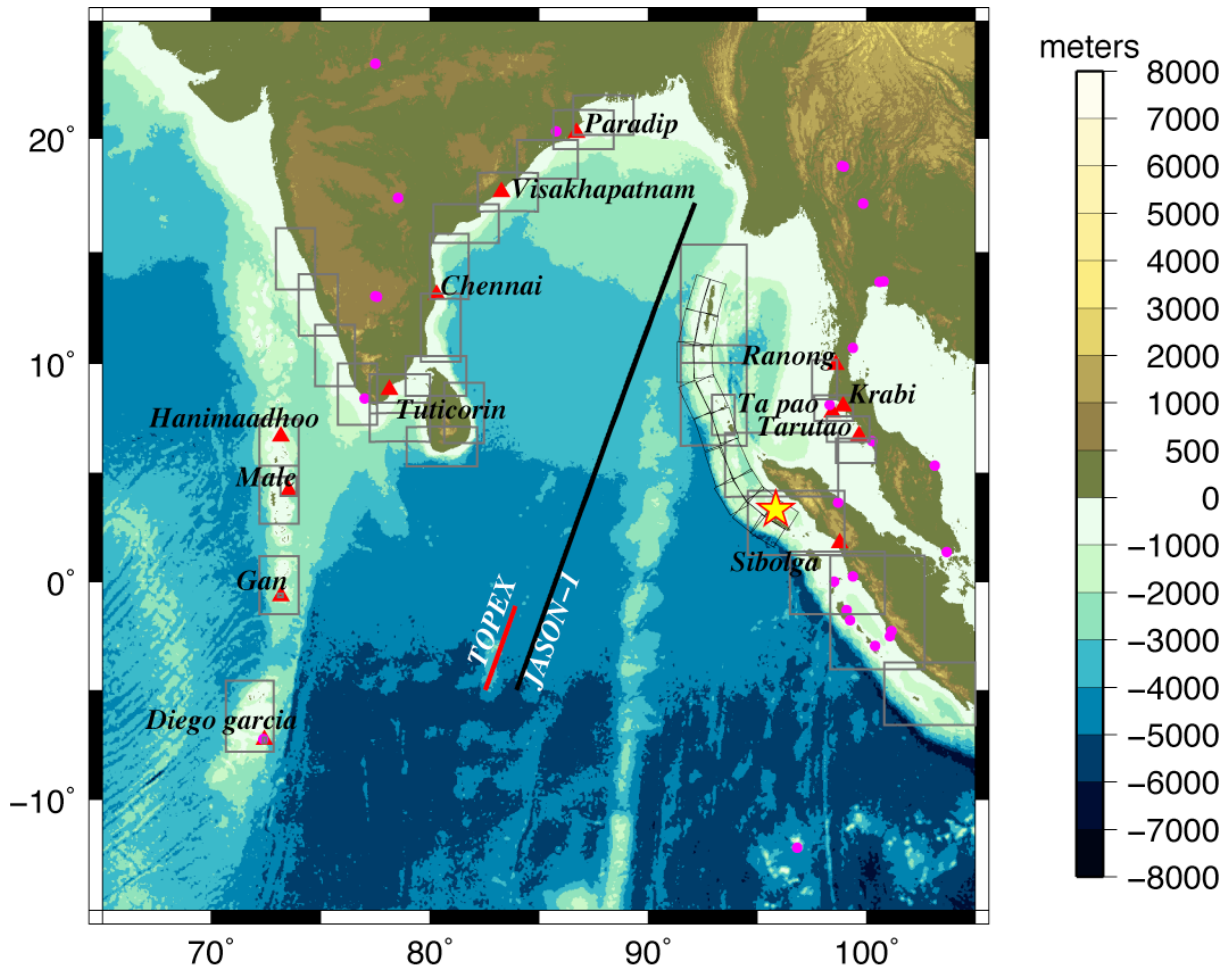 meters
8000
7000
6000
5000
4000
3000
2000
1000
500
0
−1000
−2000
−3000
−4000
−5000
−6000
−7000
−8000
20°
10°
0°
−10°
70°
80°
90°
100°
Paradip
Visakhapatnam
Chennai
Ranong
Krabi
Ta pao
Tarutao
Tuticorin
Hanimaadhoo
Male
Sibolga
Gan
TOPEX
JASON−1
Diego garcia